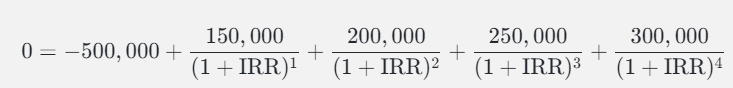 0 = −500,000 + 150,000/(1 + IRR)¹ + 200,000/(1 + IRR)² + 250,000/(1 + IRR)³ + 300,000/(1 + IRR)⁴